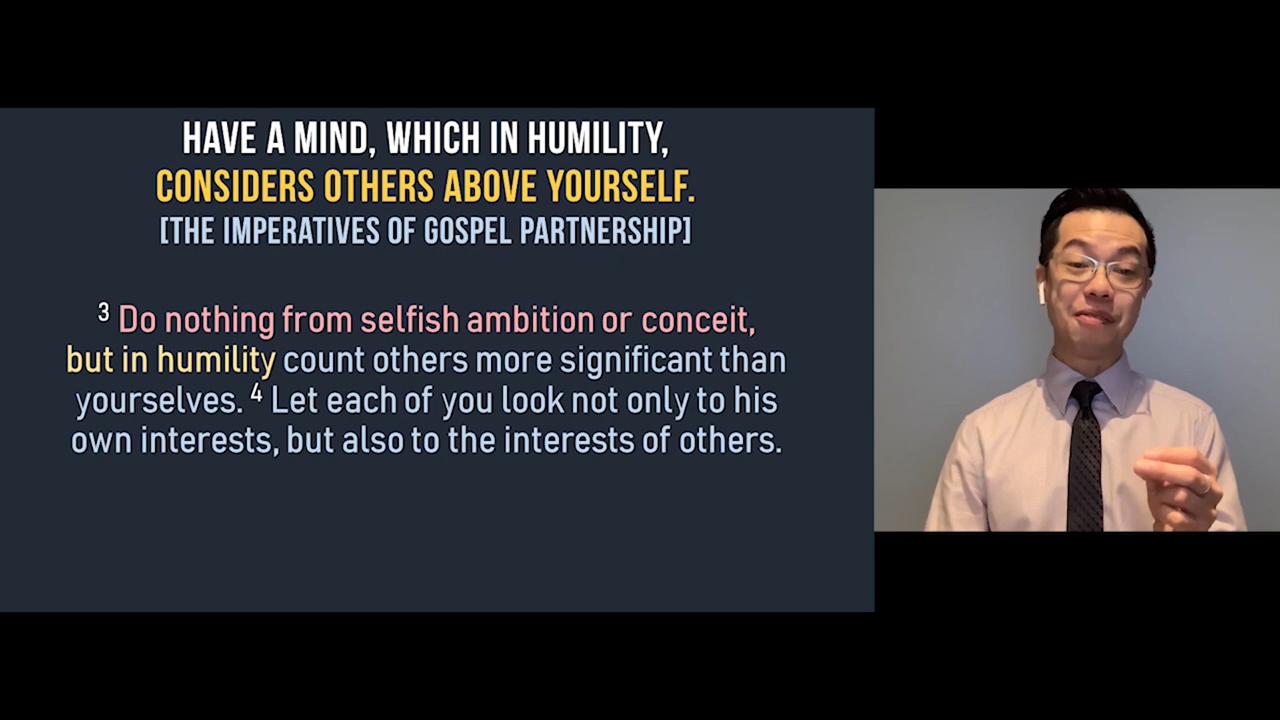 HAVE A MIND, WHICH IN HUMILITY,
CONSIDERS OTHERS ABOVE YOURSELF.
[THE IMPERATIVES OF GOSPEL PARTNERSHIP]
3 Do nothing from selfish ambition or conceit,
but in humility count others more significant than
yourselves. 4 Let each of you look not only to his
own interests, but also to the interests of others.